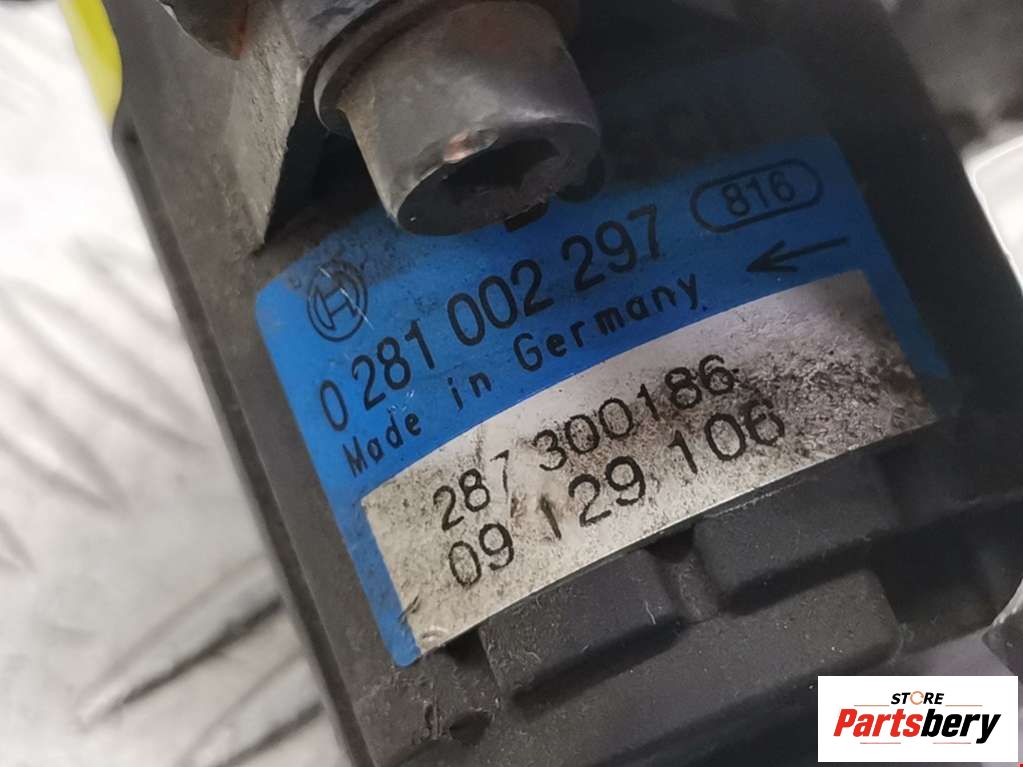 816
0 281 002 297
Made in Germany
287 300186
09 129 106
STORE
Partsbery